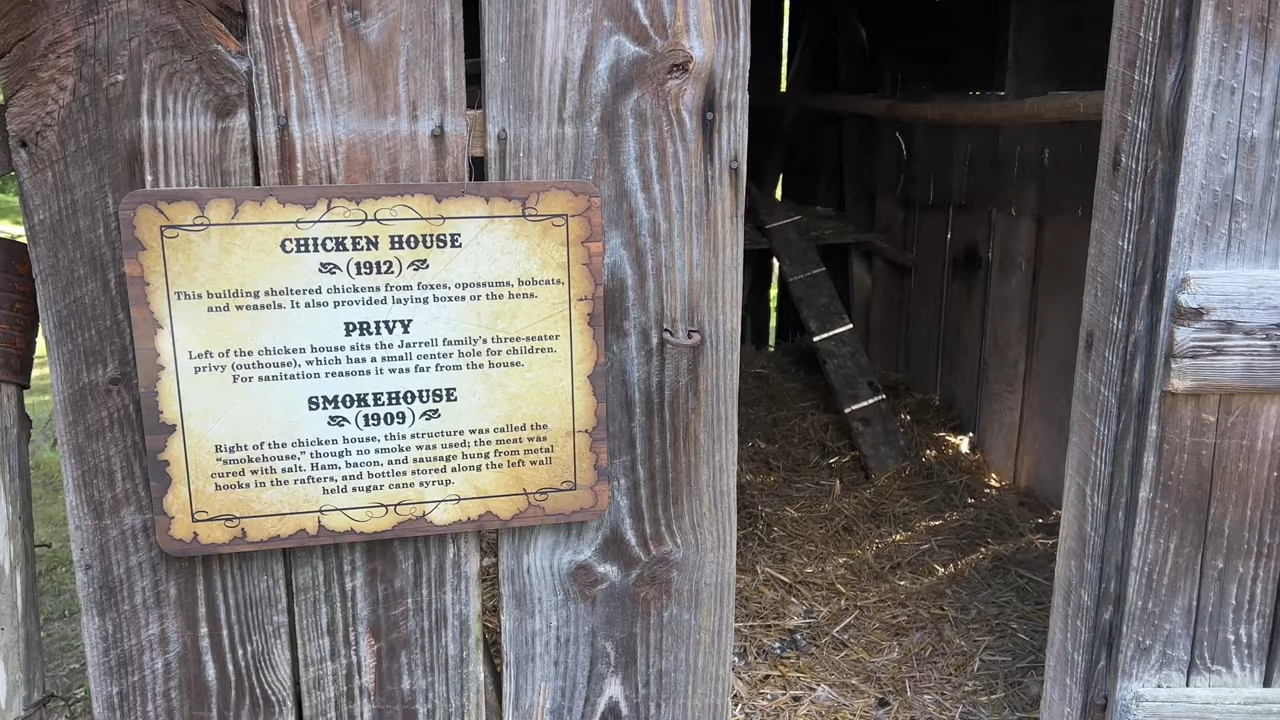 CHICKEN HOUSE
(1912)
This building sheltered chickens from foxes, opossums, bobcats,
and weasels. It also provided laying boxes or the hens.
PRIVY
Left of the chicken house sits the Jarrell family's three-seater
privy (outhouse), which has a small center hole for children.
For sanitation reasons it was far from the house.
SMOKEHOUSE
(1909)
Right of the chicken house, this structure was called the
"smokehouse," though no smoke was used; the meat was
cured with salt. Ham, bacon, and sausage hung from metal
hooks in the rafters, and bottles stored along the left wall
held sugar cane syrup.